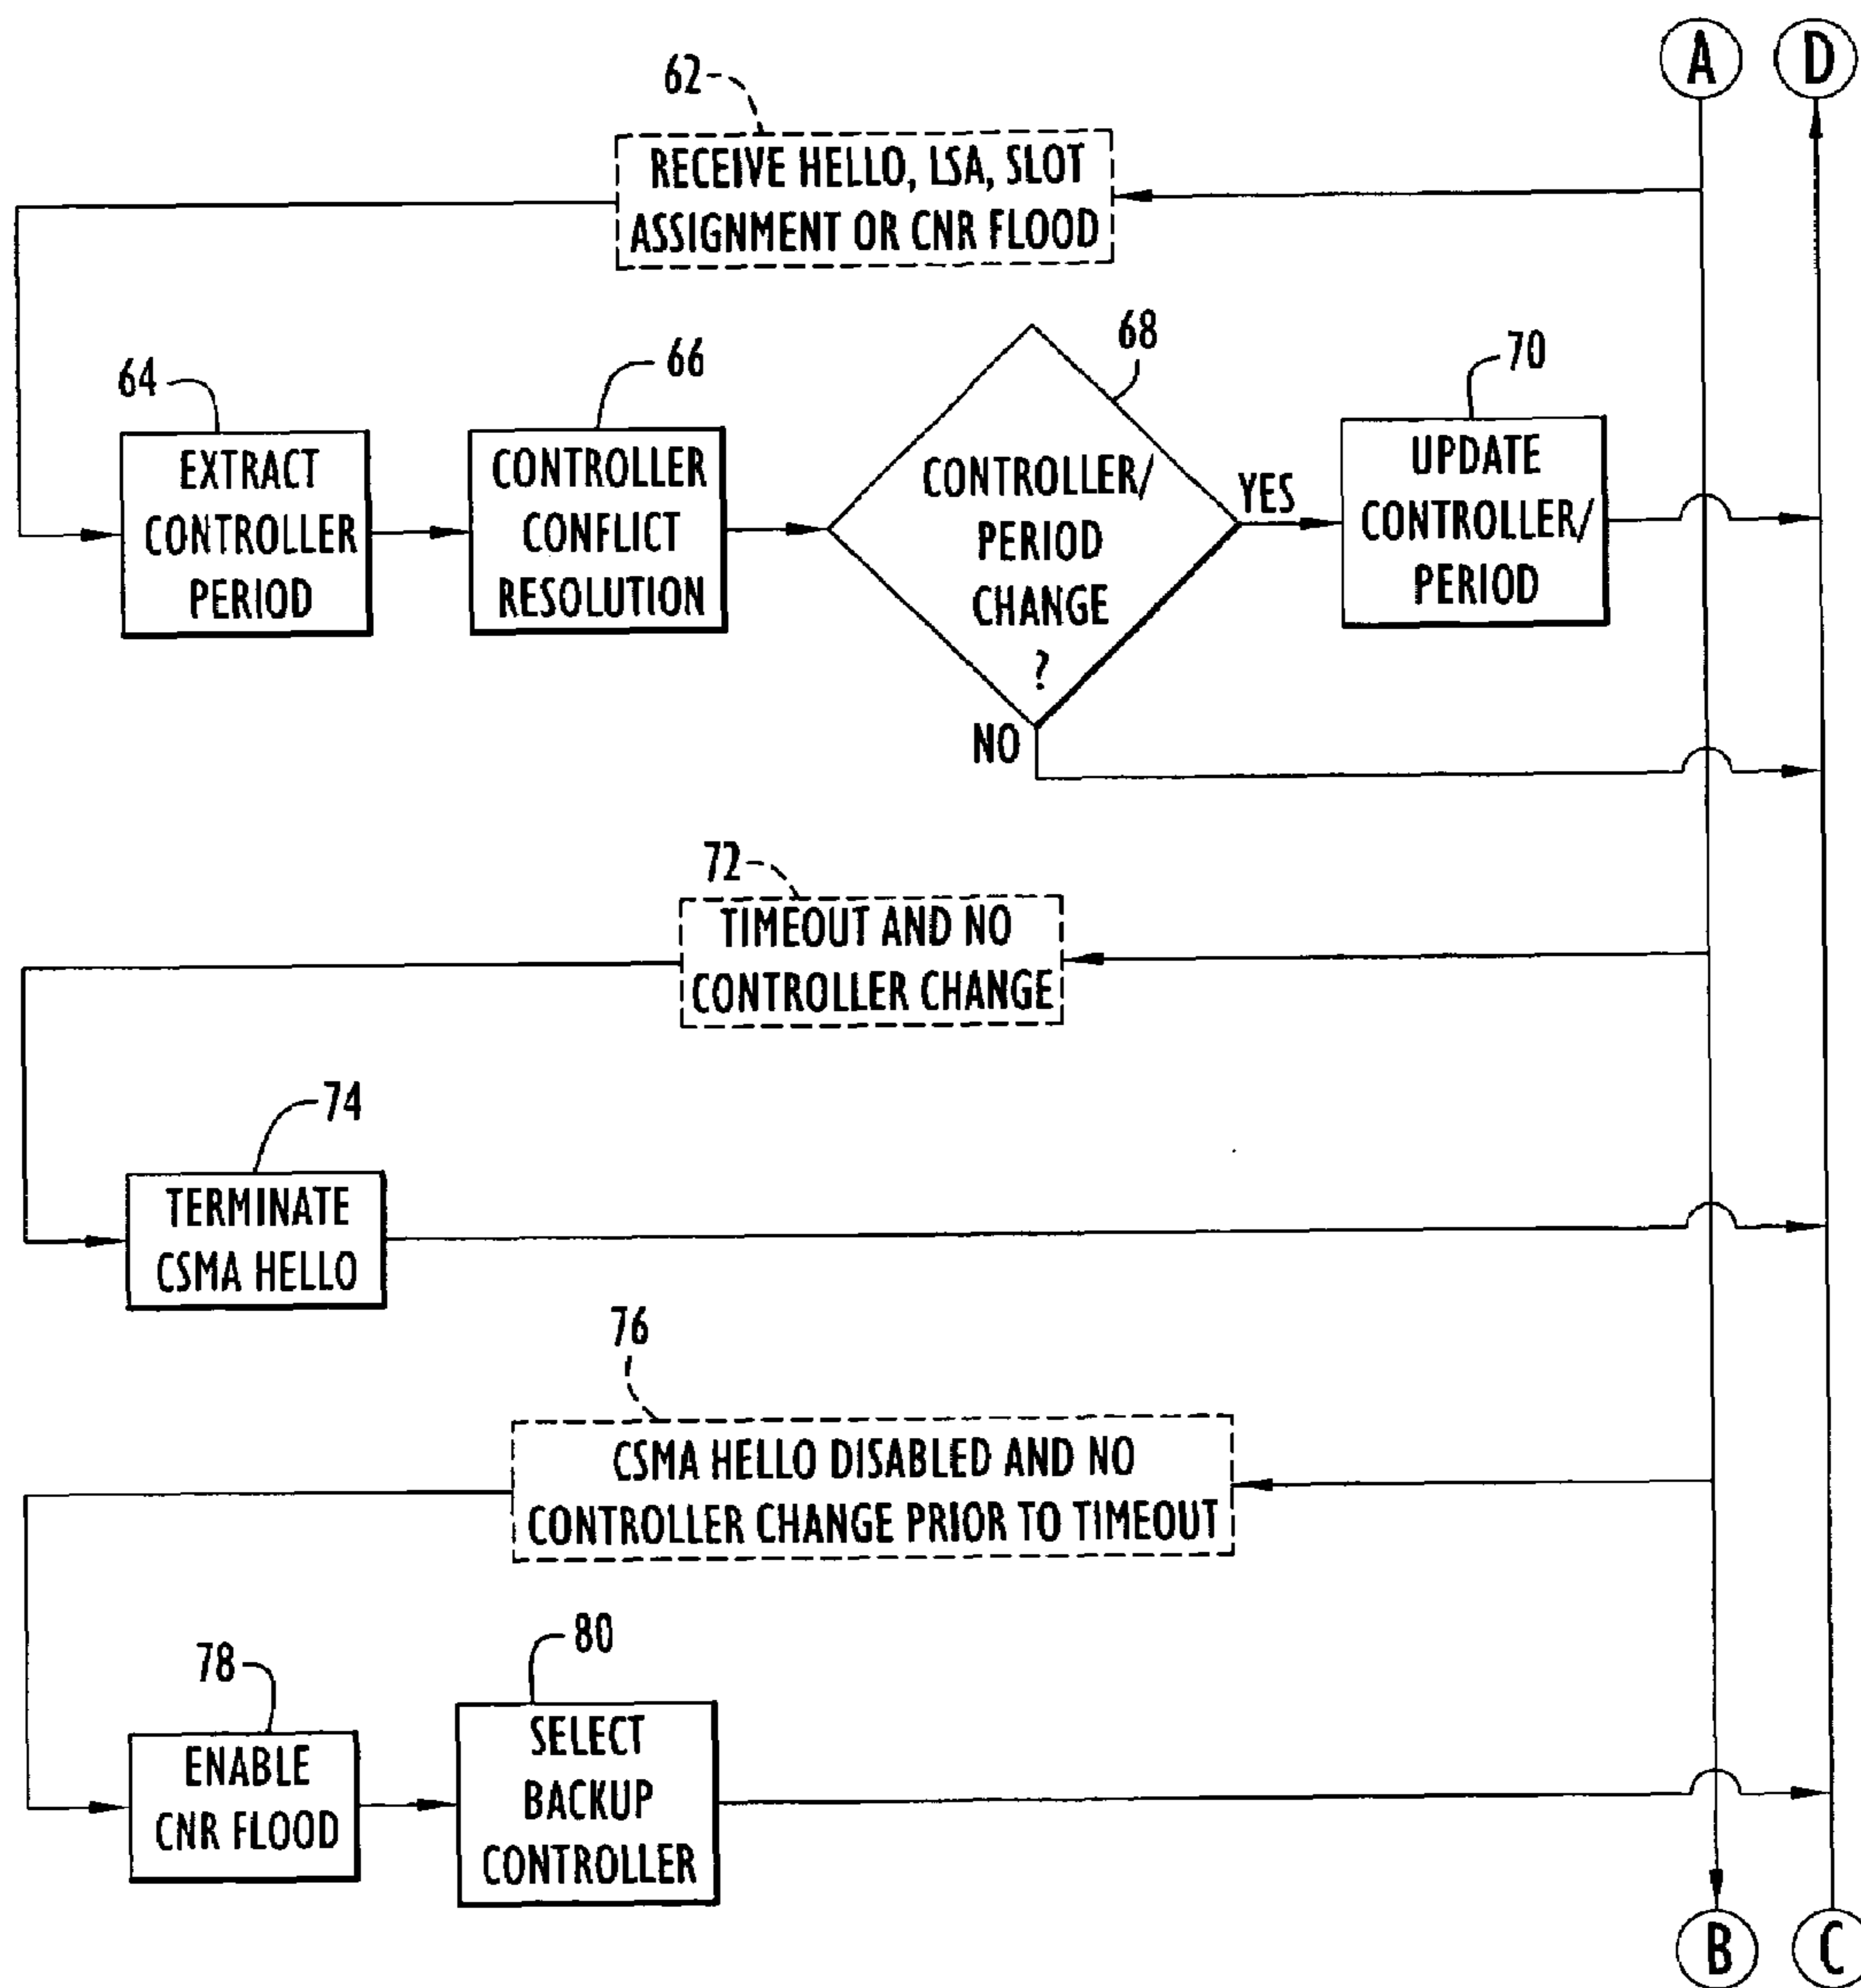 A
D
62
RECEIVE HELLO, LSA, SLOT
ASSIGNMENT OR CNR FLOOD
64
EXTRACT
CONTROLLER
PERIOD
66
CONTROLLER
CONFLICT
RESOLUTION
68
CONTROLLER/
PERIOD
CHANGE
?
YES
NO
70
UPDATE
CONTROLLER/
PERIOD
72
TIMEOUT AND NO
CONTROLLER CHANGE
74
TERMINATE
CSMA HELLO
76
CSMA HELLO DISABLED AND NO
CONTROLLER CHANGE PRIOR TO TIMEOUT
78
ENABLE
CNR FLOOD
80
SELECT
BACKUP
CONTROLLER
B
C